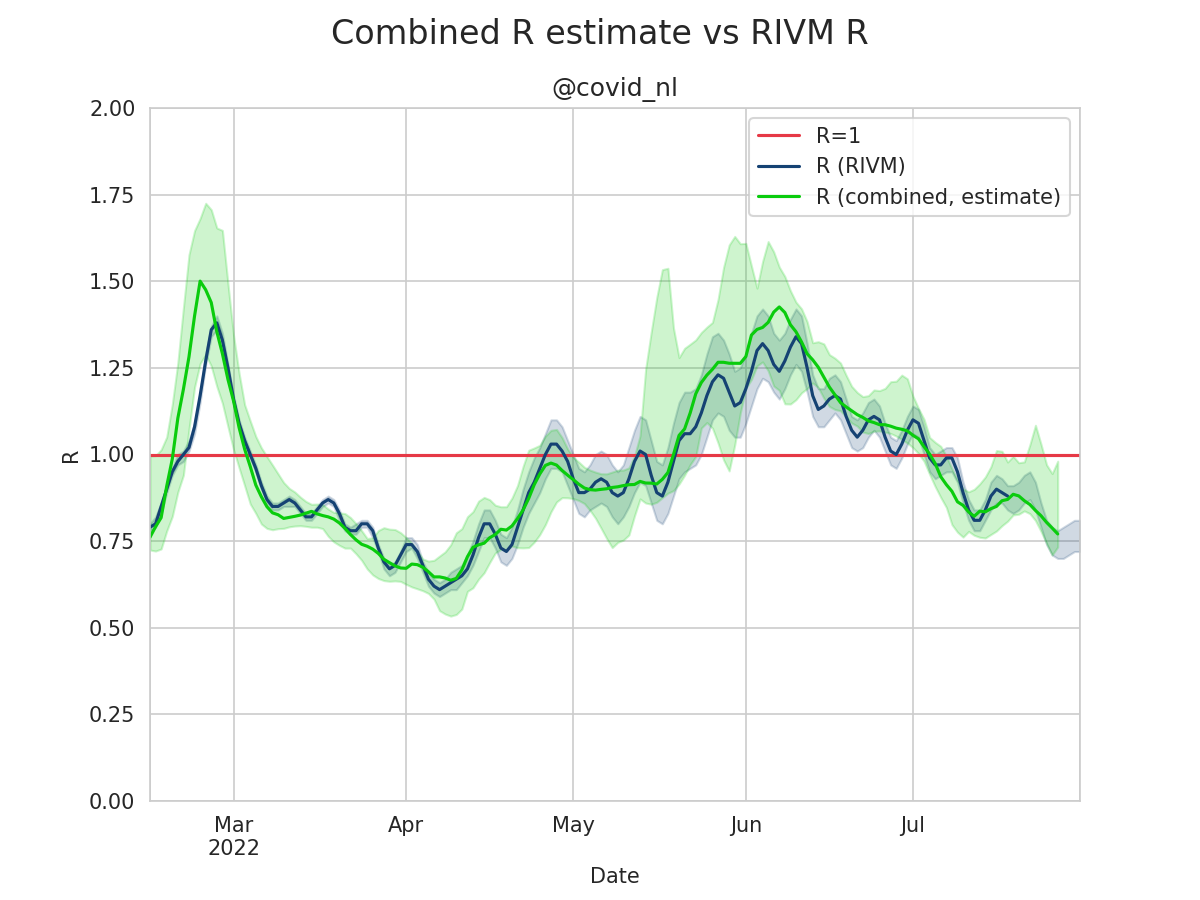 Combined R estimate vs RIVM R
@covid_nl
2.00
1.75
1.50
1.25
1.00
0.75
0.50
0.25
0.00
R
R=1
R (RIVM)
R (combined, estimate)
Mar Apr May Jun Jul
2022
Date